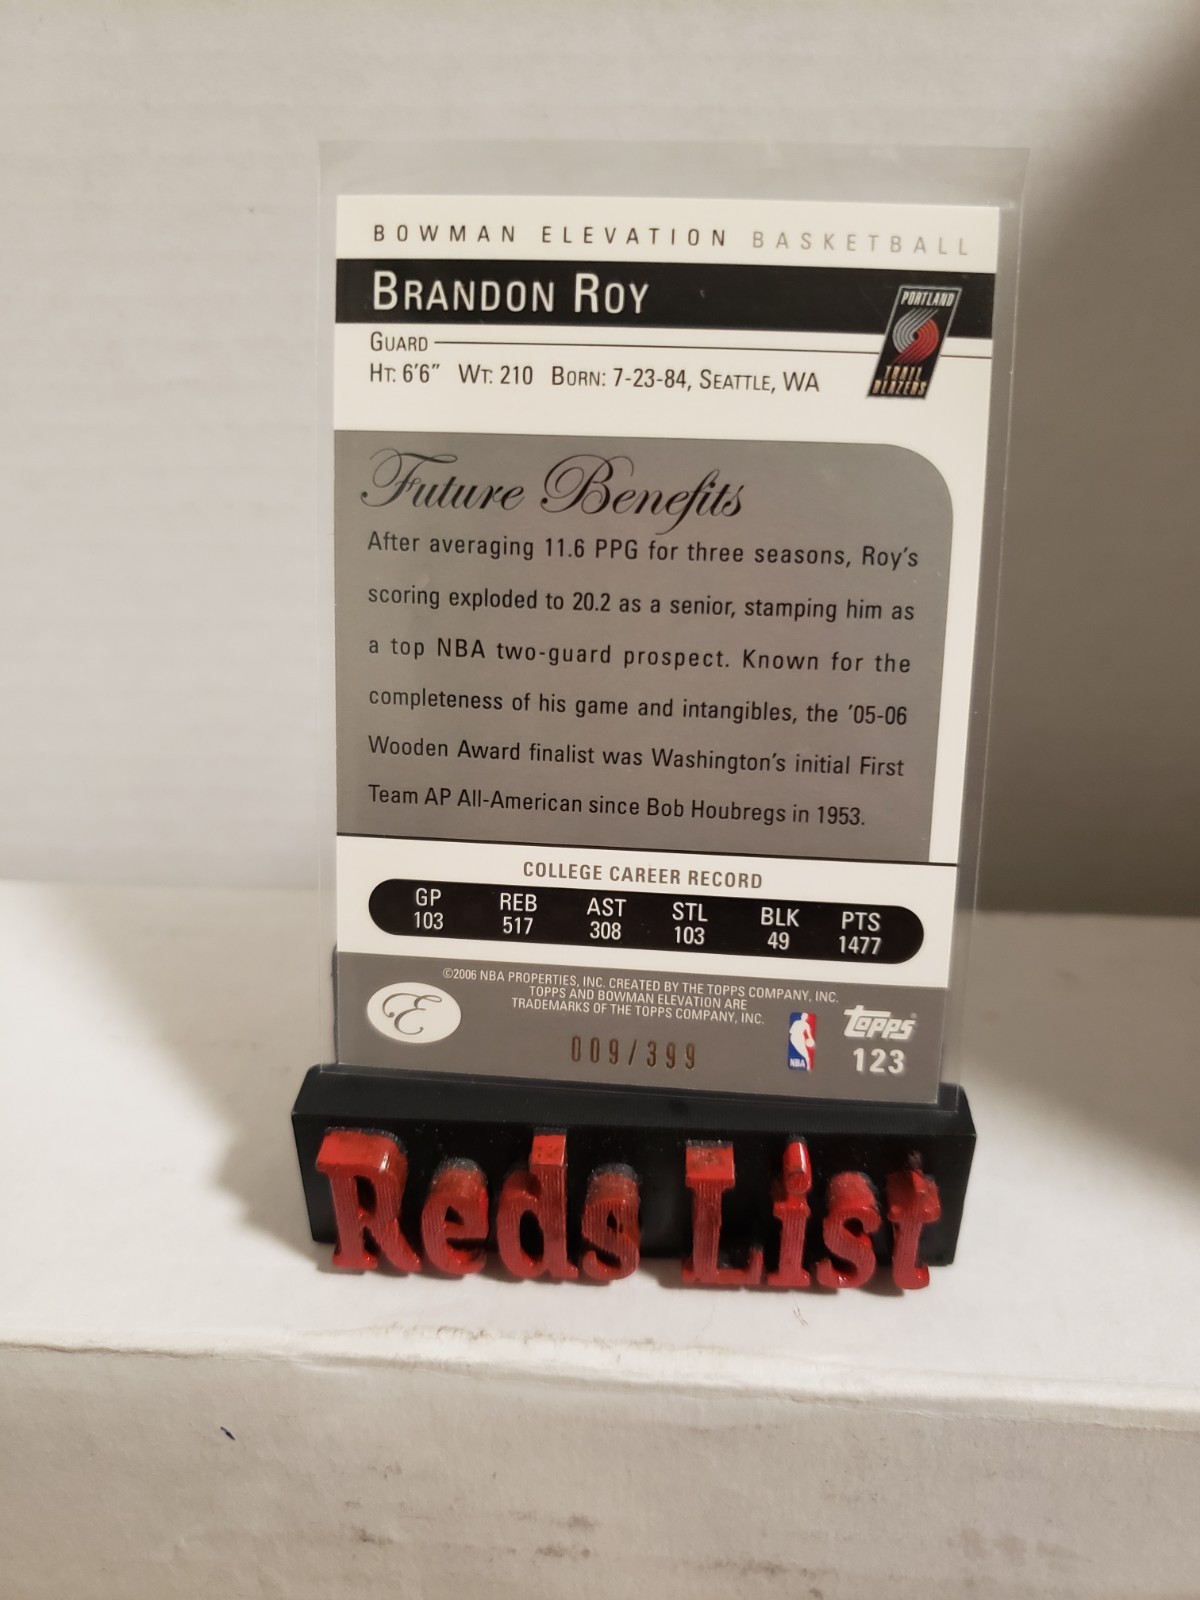 BOWMAN ELEVATION BASKETBALL
BRANDON ROY
PORTLAND
TRAIL
BLAZERS
GUARD
HT: 6'6" WT: 210 BORN: 7-23-84, SEATTLE, WA
Future Benefits
After averaging 11.6 PPG for three seasons, Roy's
scoring exploded to 20.2 as a senior, stamping him as
a top NBA two-guard prospect. Known for the
completeness of his game and intangibles, the '05-06
Wooden Award finalist was Washington's initial First
Team AP All-American since Bob Houbregs in 1953.
COLLEGE CAREER RECORD
GP REB AST STL BLK PTS
103 517 308 103 49 1477
©2006 NBA PROPERTIES, INC. CREATED BY THE TOPPS COMPANY, INC.
TOPPS AND BOWMAN ELEVATION ARE
TRADEMARKS OF THE TOPPS COMPANY, INC.
E
009/399
NBA
Topps®
123
Reds List